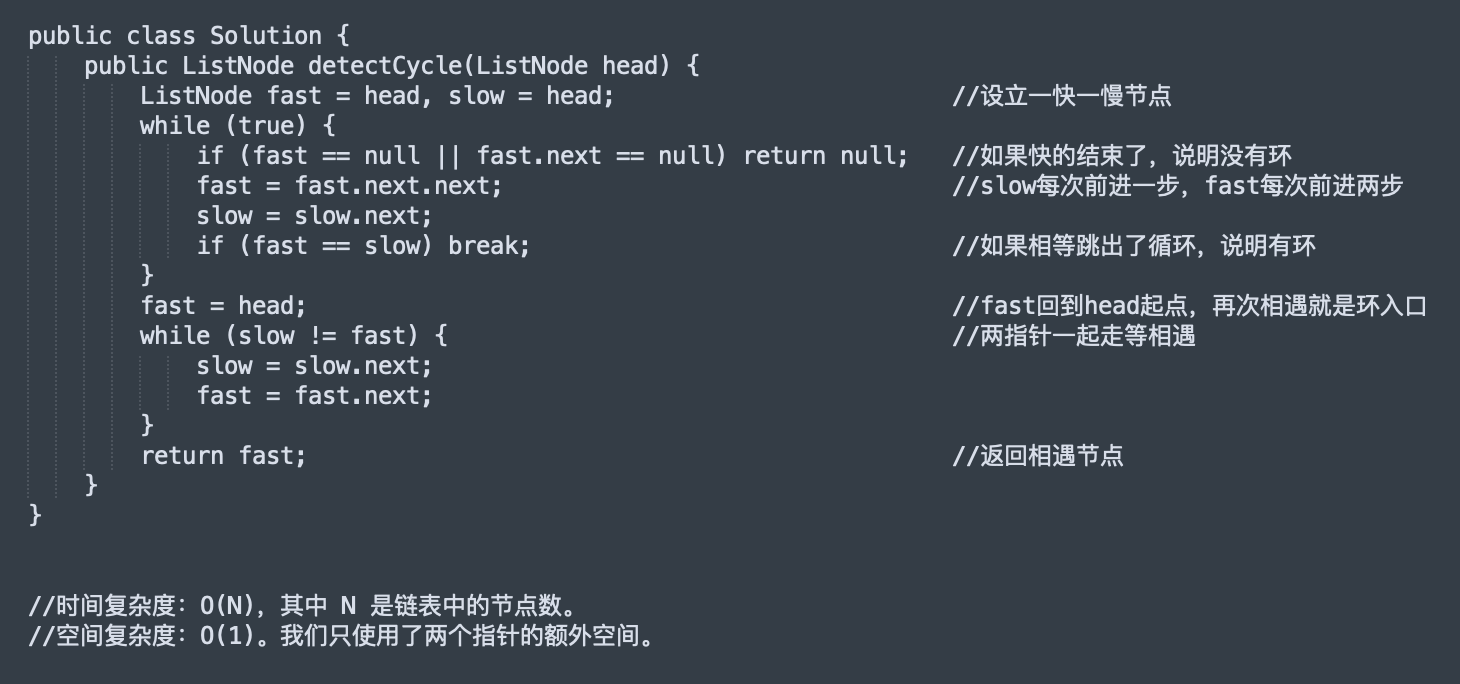 public class Solution {
    public ListNode detectCycle(ListNode head) {
        ListNode fast = head, slow = head;                        //设立一快一慢节点
        while (true) {
            if (fast == null || fast.next == null) return null;   //如果快的结束了，说明没有环
            fast = fast.next.next;                                //slow每次前进一步，fast每次前进两步
            slow = slow.next;
            if (fast == slow) break;                              //如果相等跳出了循环，说明有环
        }
        fast = head;                                              //fast回到head起点，再次相遇就是环入口
        while (slow != fast) {                                    //两指针一起走等相遇
            slow = slow.next;
            fast = fast.next;
        }
        return fast;                                              //返回相遇节点
    }
}
//时间复杂度：O(N)，其中 N 是链表中的节点数。
//空间复杂度：O(1)。我们只使用了两个指针的额外空间。